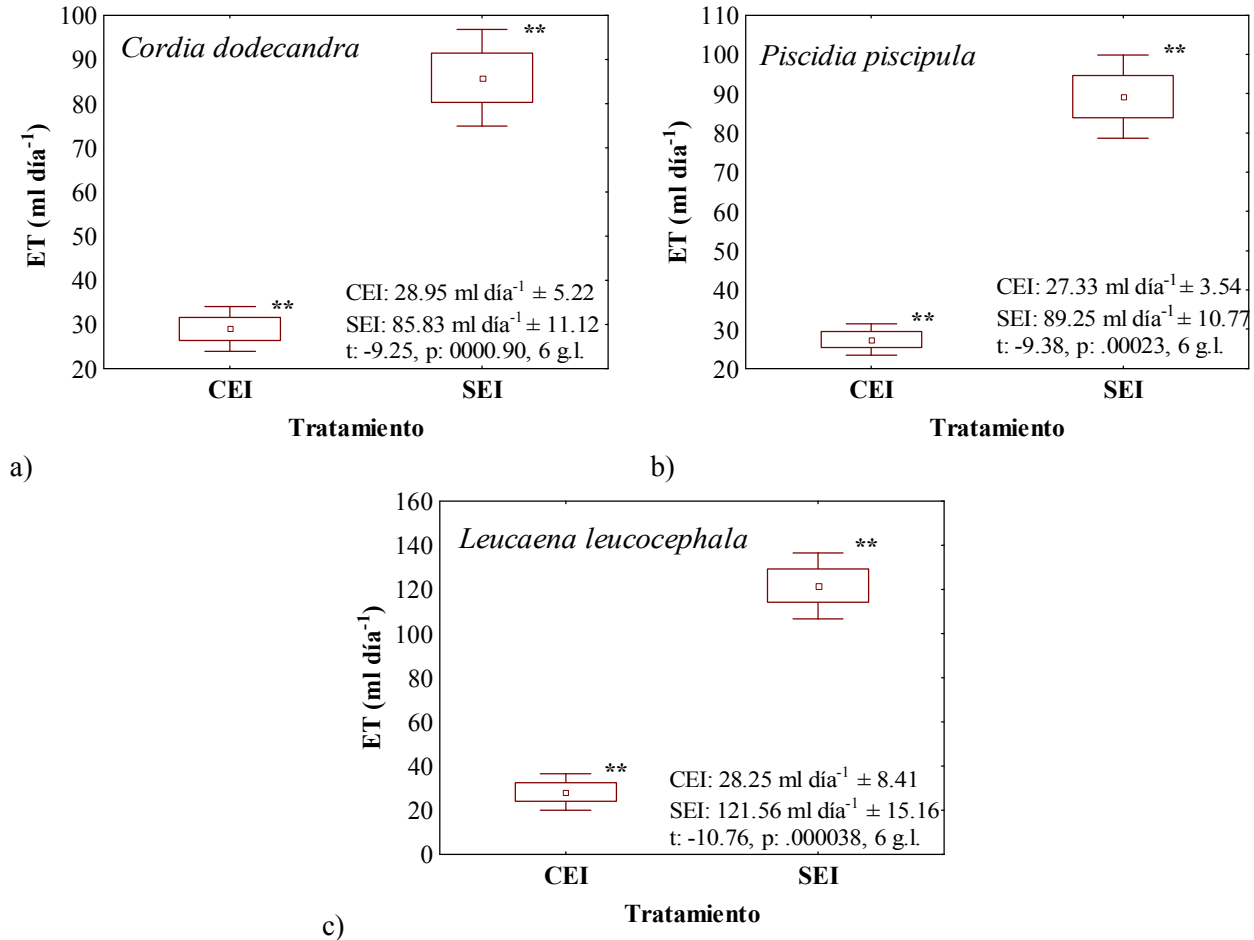 Cordia dodecandra
**
**
100
90
80
70
60
50
40
30
20
ET (ml día-1)
CEI: 28.95 ml día-1 ± 5.22
SEI: 85.83 ml día-1 ± 11.12
t: -9.25, p: 0000.90, 6 g.l.
CEI
SEI
Tratamiento
a)
Piscidia piscipula
**
**
110
100
90
80
70
60
50
40
30
20
ET (ml día-1)
CEI: 27.33 ml día-1 ± 3.54
SEI: 89.25 ml día-1 ± 10.77
t: -9.38, p: .00023, 6 g.l.
CEI
SEI
Tratamiento
b)
Leucaena leucocephala
**
**
160
140
120
100
80
60
40
20
0
ET (ml día-1)
CEI: 28.25 ml día-1 ± 8.41
SEI: 121.56 ml día-1 ± 15.16
t: -10.76, p: .000038, 6 g.l.
CEI
SEI
Tratamiento
c)